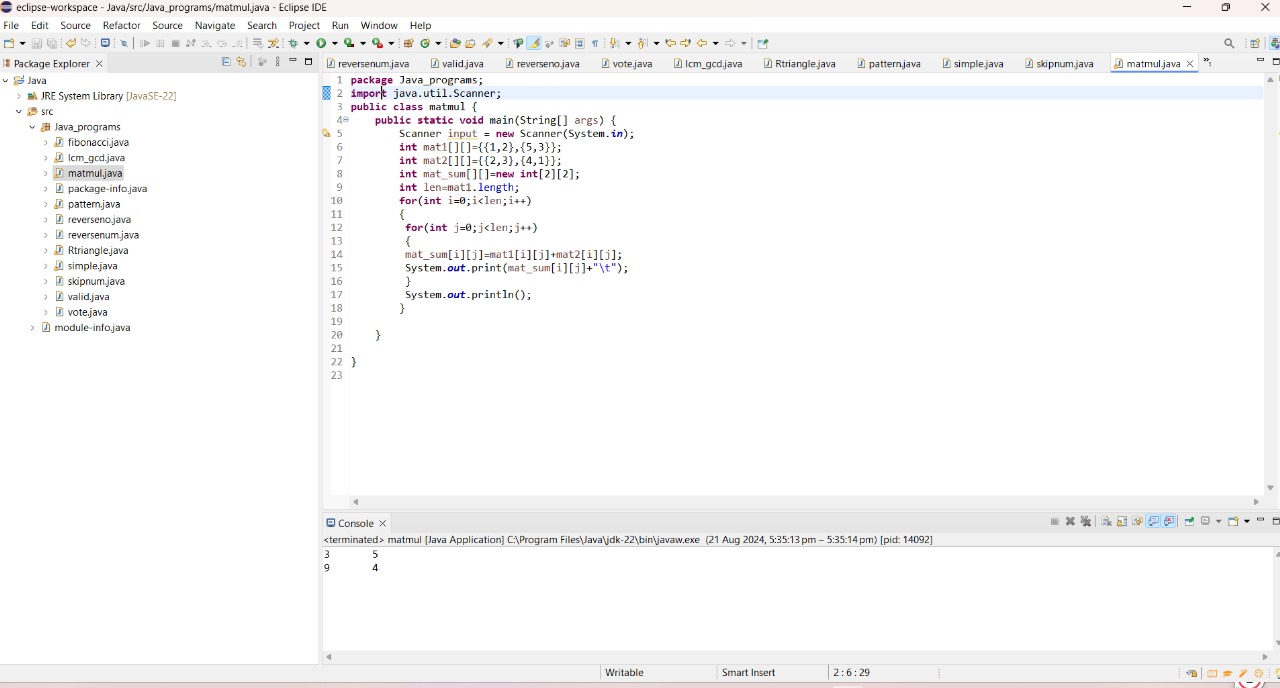 eclipse-workspace - Java/src/Java_programs/matmul.java - Eclipse IDE
File Edit Source Refactor Source Navigate Search Project Run Window Help
Package Explorer
reversenum.java valid.java reverseno.java vote.java lcm_gcd.java Rtriangle.java pattern.java simple.java skipnum.java matmul.java
Java
JRE System Library [JavaSE-22]
src
Java_programs
fibonacci.java
lcm_gcd.java
matmul.java
package-info.java
pattern.java
reverseno.java
reversenum.java
Rtriangle.java
simple.java
skipnum.java
valid.java
vote.java
module-info.java
1 package Java_programs;
2 import java.util.Scanner;
3 public class matmul {
4 public static void main(String[] args) {
5 Scanner input = new Scanner(System.in);
6 int mat1[][]={{1,2},{5,3}};
7 int mat2[][]={{2,3},{4,1}};
8 int mat_sum[][]=new int[2][2];
9 int len=mat1.length;
10 for(int i=0;i<len;i++)
11 {
12 for(int j=0;j<len;j++)
13 {
14 mat_sum[i][j]=mat1[i][j]+mat2[i][j];
15 System.out.print(mat_sum[i][j]+"\t");
16 }
17 System.out.println();
18 }
19
20 }
21
22 }
23
Console
<terminated> matmul [Java Application] C:\Program Files\Java\jdk-22\bin\javaw.exe (21 Aug 2024, 5:35:13 pm – 5:35:14 pm) [pid: 14092]
3 5
9 4
Writable Smart Insert 2 : 6 : 29